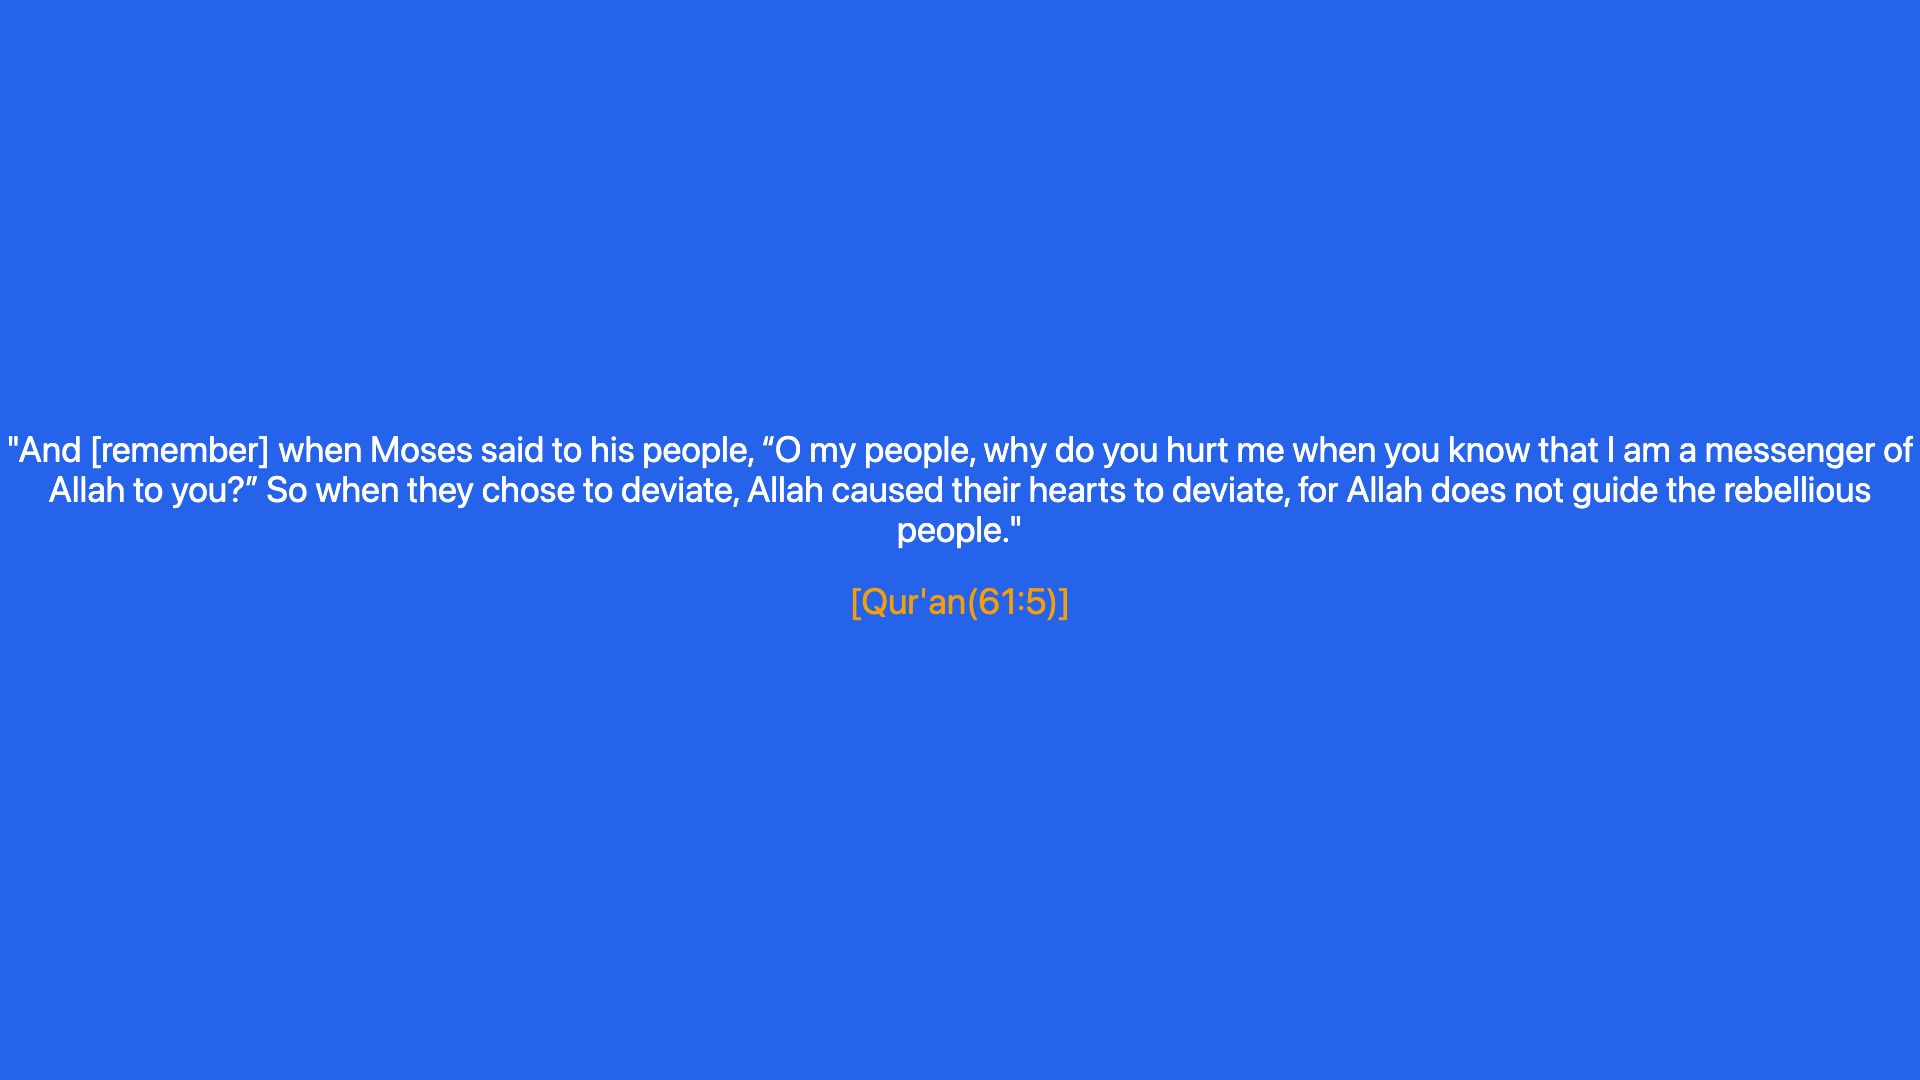 "And [remember] when Moses said to his people, “O my people, why do you hurt me when you know that I am a messenger of
Allah to you?” So when they chose to deviate, Allah caused their hearts to deviate, for Allah does not guide the rebellious
people."
[Qur'an(61:5)]